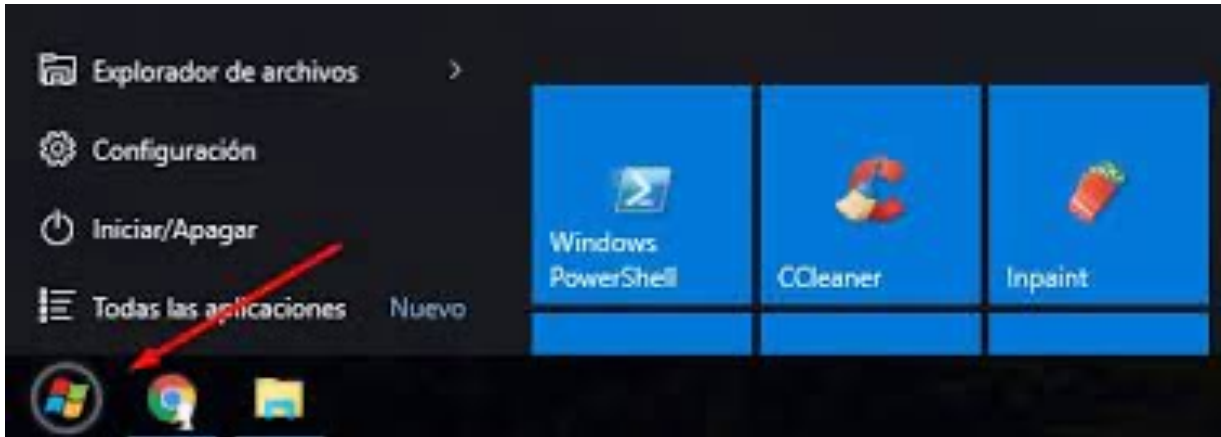 Explorador de archivos
Configuración
Iniciar/Apagar
Todas las aplicaciones Nuevo
Windows
PowerShell
CCleaner
Inpaint